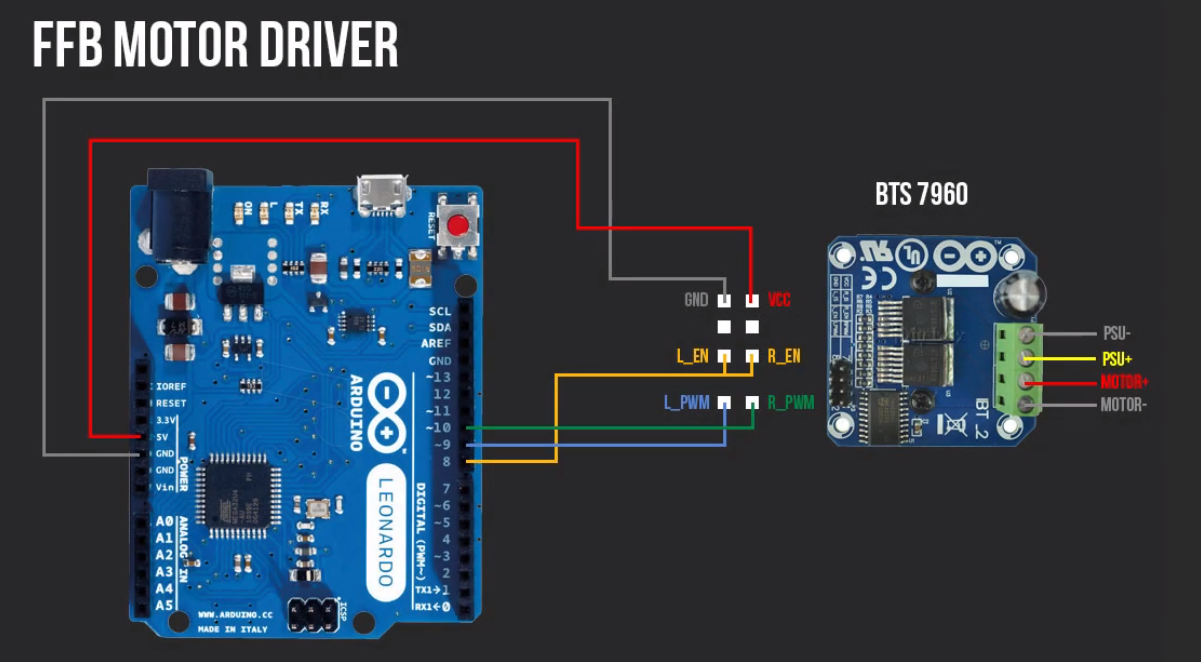 FFB MOTOR DRIVER
BTS 7960
ON
L
TX
RX
RESET
SCL
SDA
AREF
GND
~13
12
~11
~10
~9
8
7
~6
~5
4
~3
2
TX1→1
RX1←0
DIGITAL (PWM~)
ARDUINO
LEONARDO
IOREF
RESET
3.3V
5V
GND
GND
Vin
POWER
A0
A1
A2
A3
A4
A5
ANALOG IN
WWW.ARDUINO.CC
MADE IN ITALY
ICSP
GND
VCC
L_EN
R_EN
L_PWM
R_PWM
BT_2
PSU-
PSU+
MOTOR+
MOTOR-